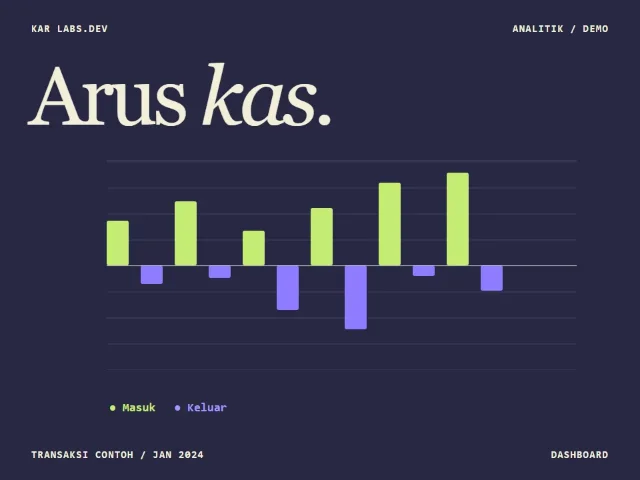 KAR LABS.DEV
ANALITIK / DEMO
Arus kas.
Masuk
Keluar
TRANSAKSI CONTOH / JAN 2024
DASHBOARD